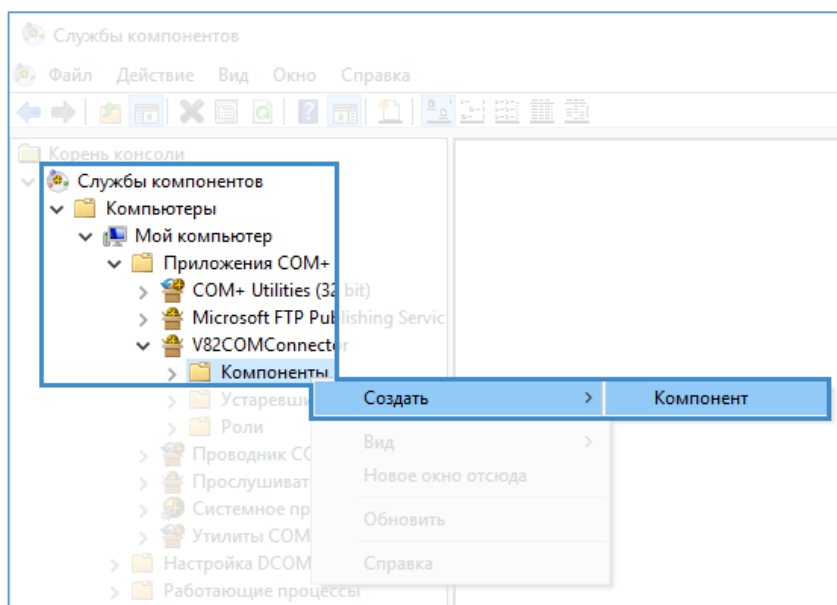 Службы компонентов
Файл Действие Вид Окно Справка
Корень консоли
Службы компонентов
Компьютеры
Мой компьютер
Приложения COM+
COM+ Utilities (32 bit)
Microsoft FTP Publishing Servic
V82COMConnector
Компоненты
Создать
Компонент
Устаревши
Вид
Роли
Новое окно отсюда
Проводник CO
Прослушиват
Обновить
Системное пр
Утилиты COM
Справка
Настройка DCOM
Работающие процессы